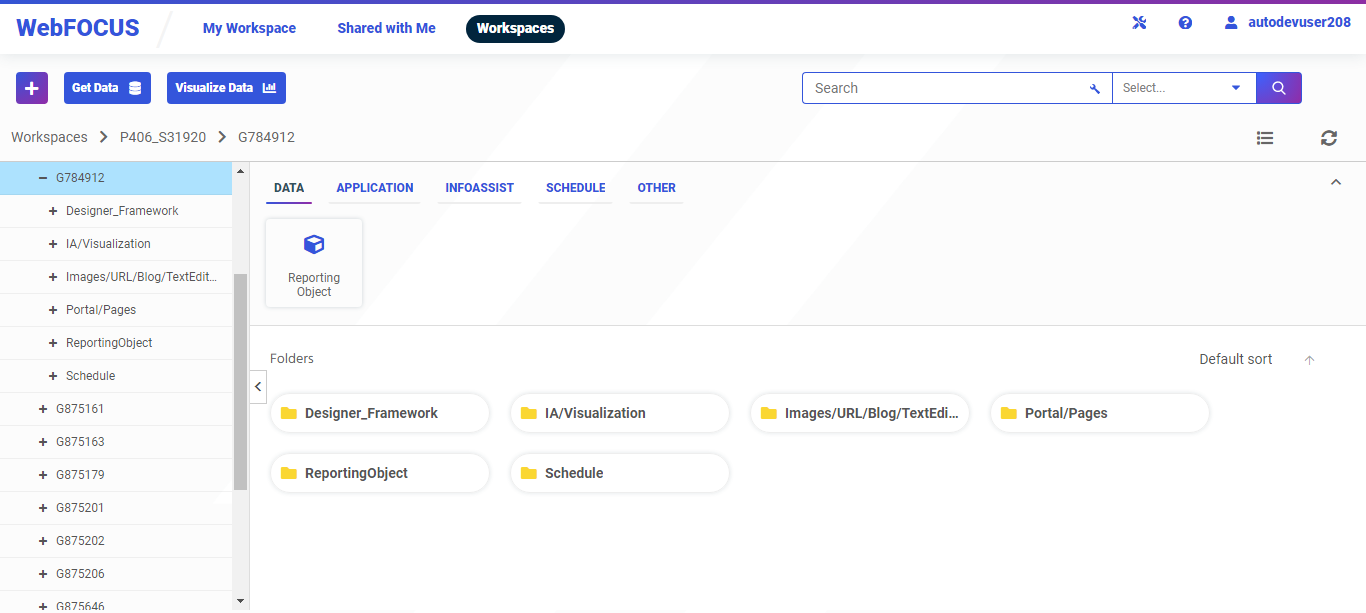 WebFOCUS
My Workspace
Shared with Me
Workspaces
autodevuser208
Get Data
Visualize Data
Search
Select...
Workspaces > P406_S31920 > G784912
G784912
Designer_Framework
IA/Visualization
Images/URL/Blog/TextEdit...
Portal/Pages
ReportingObject
Schedule
G875161
G875163
G875179
G875201
G875202
G875206
G875646
DATA
APPLICATION
INFOASSIST
SCHEDULE
OTHER
Reporting
Object
Folders
Default sort
Designer_Framework
IA/Visualization
Images/URL/Blog/TextEdi...
Portal/Pages
ReportingObject
Schedule